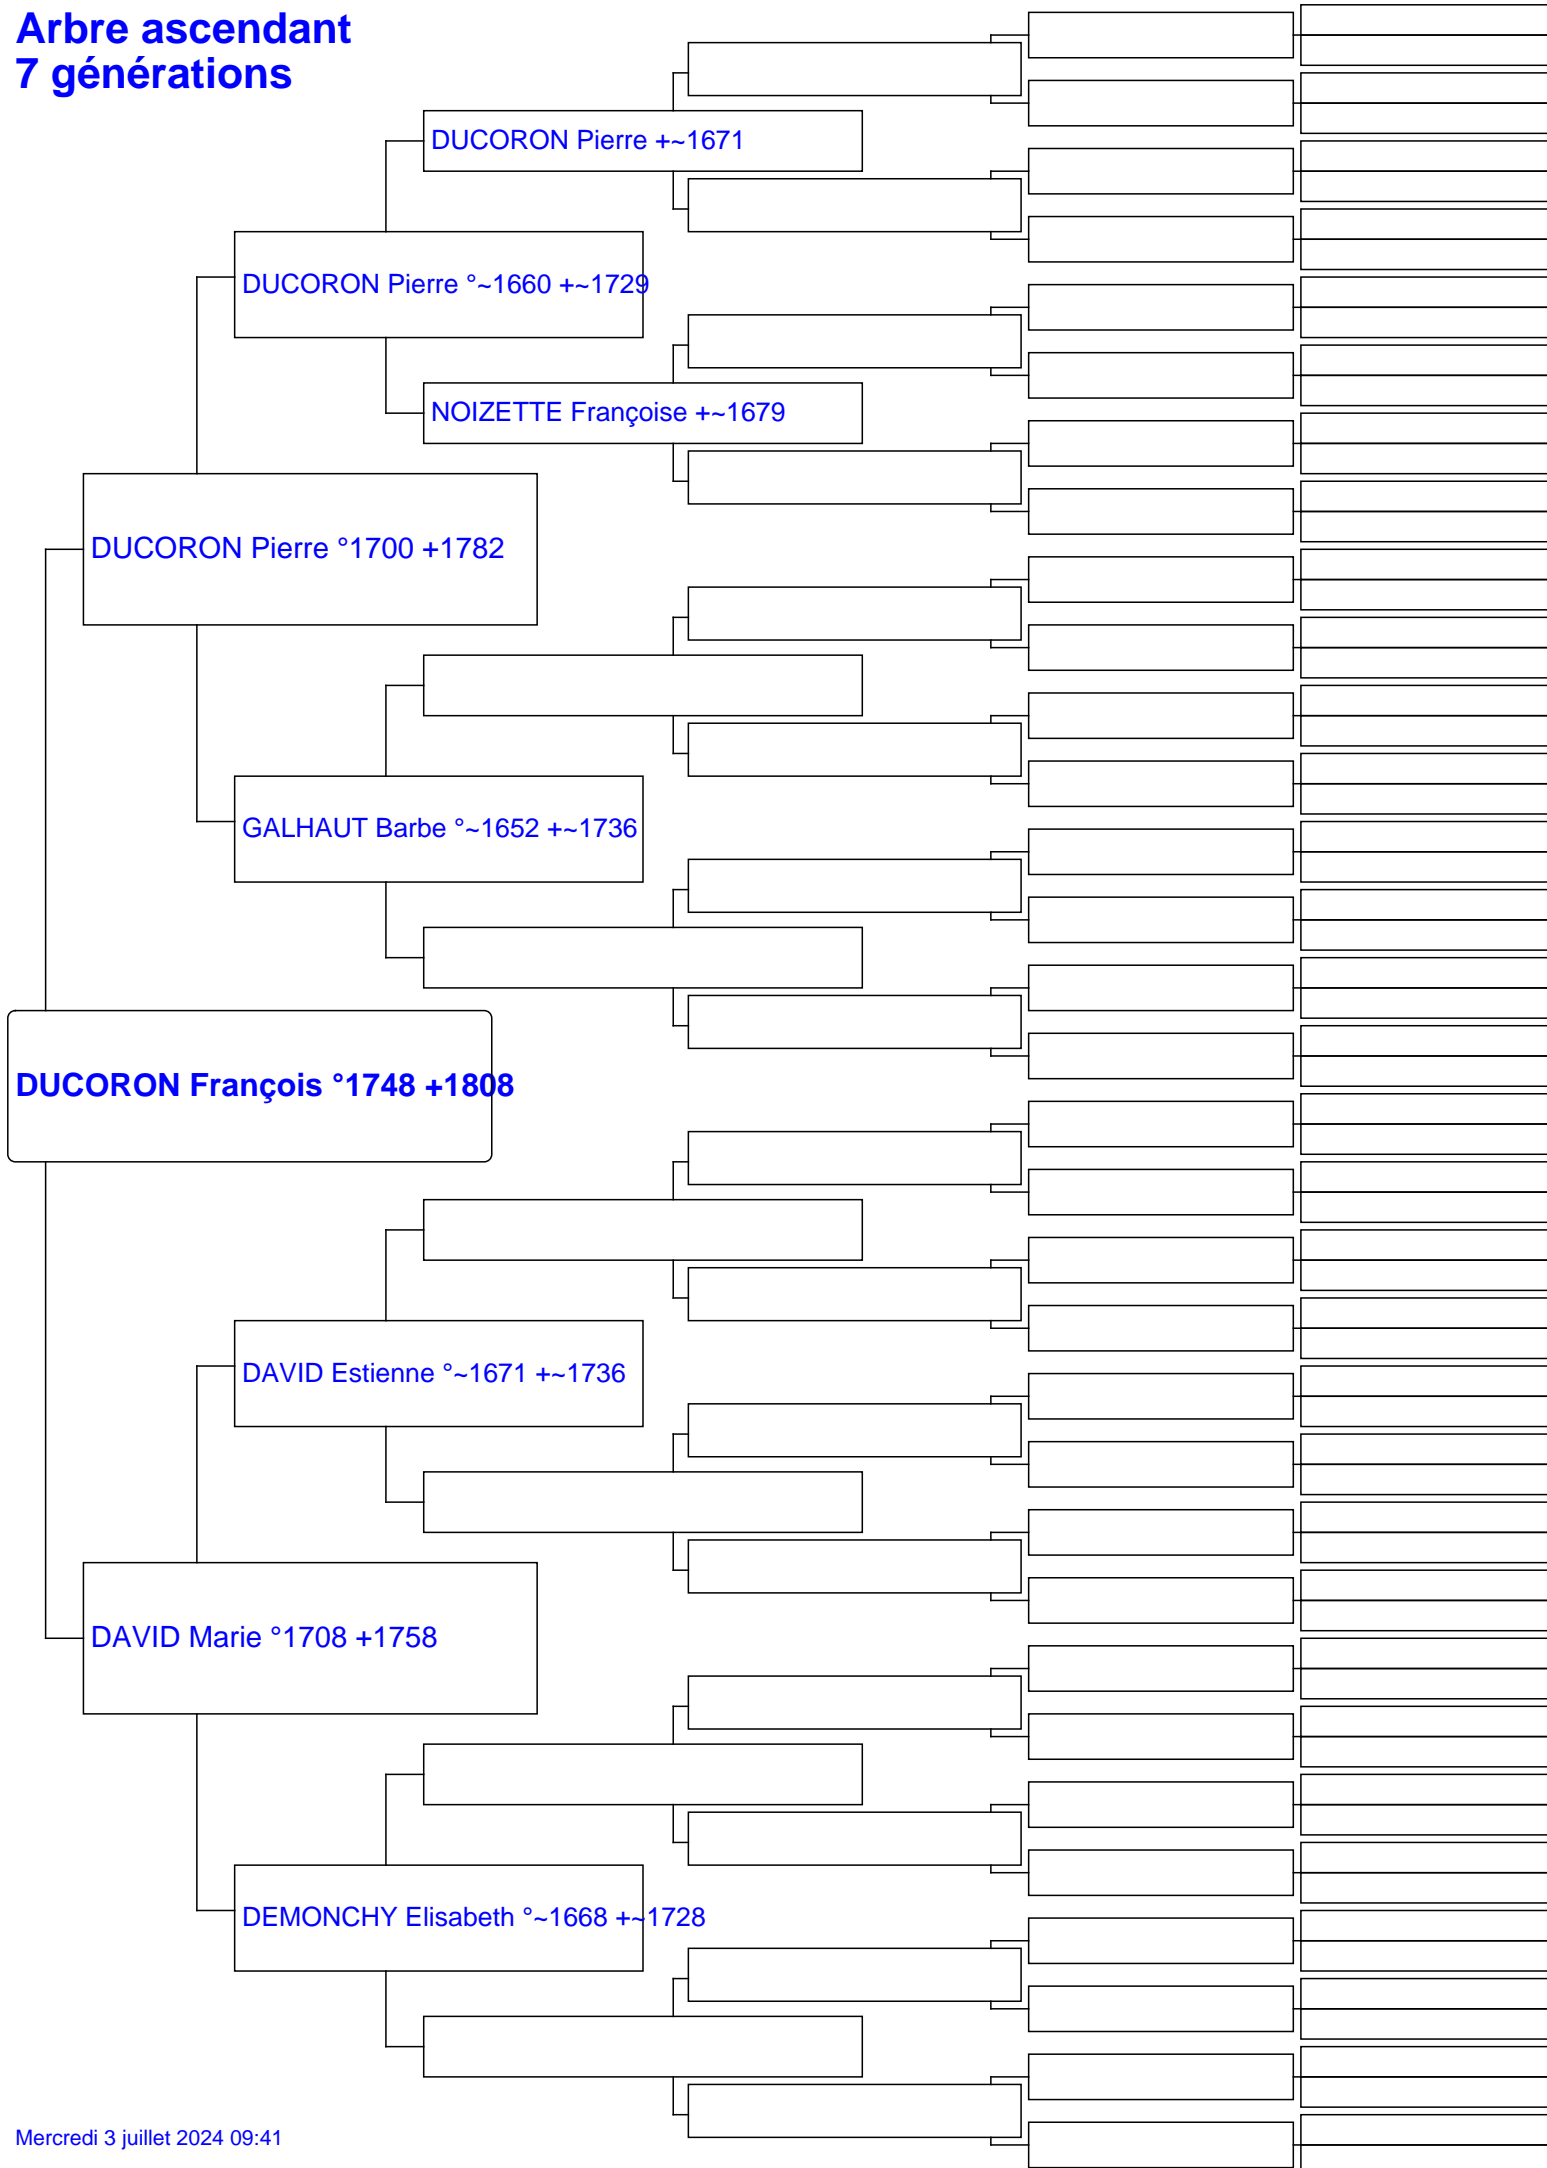 Arbre ascendant
7 générations
DUCORON Pierre +~1671
DUCORON Pierre °~1660 +~1729
NOIZETTE Françoise +~1679
DUCORON Pierre °1700 +1782
GALHAUT Barbe °~1652 +~1736
DUCORON François °1748 +1808
DAVID Estienne °~1671 +~1736
DAVID Marie °1708 +1758
DEMONCHY Elisabeth °~1668 +~1728
Mercredi 3 juillet 2024 09:41